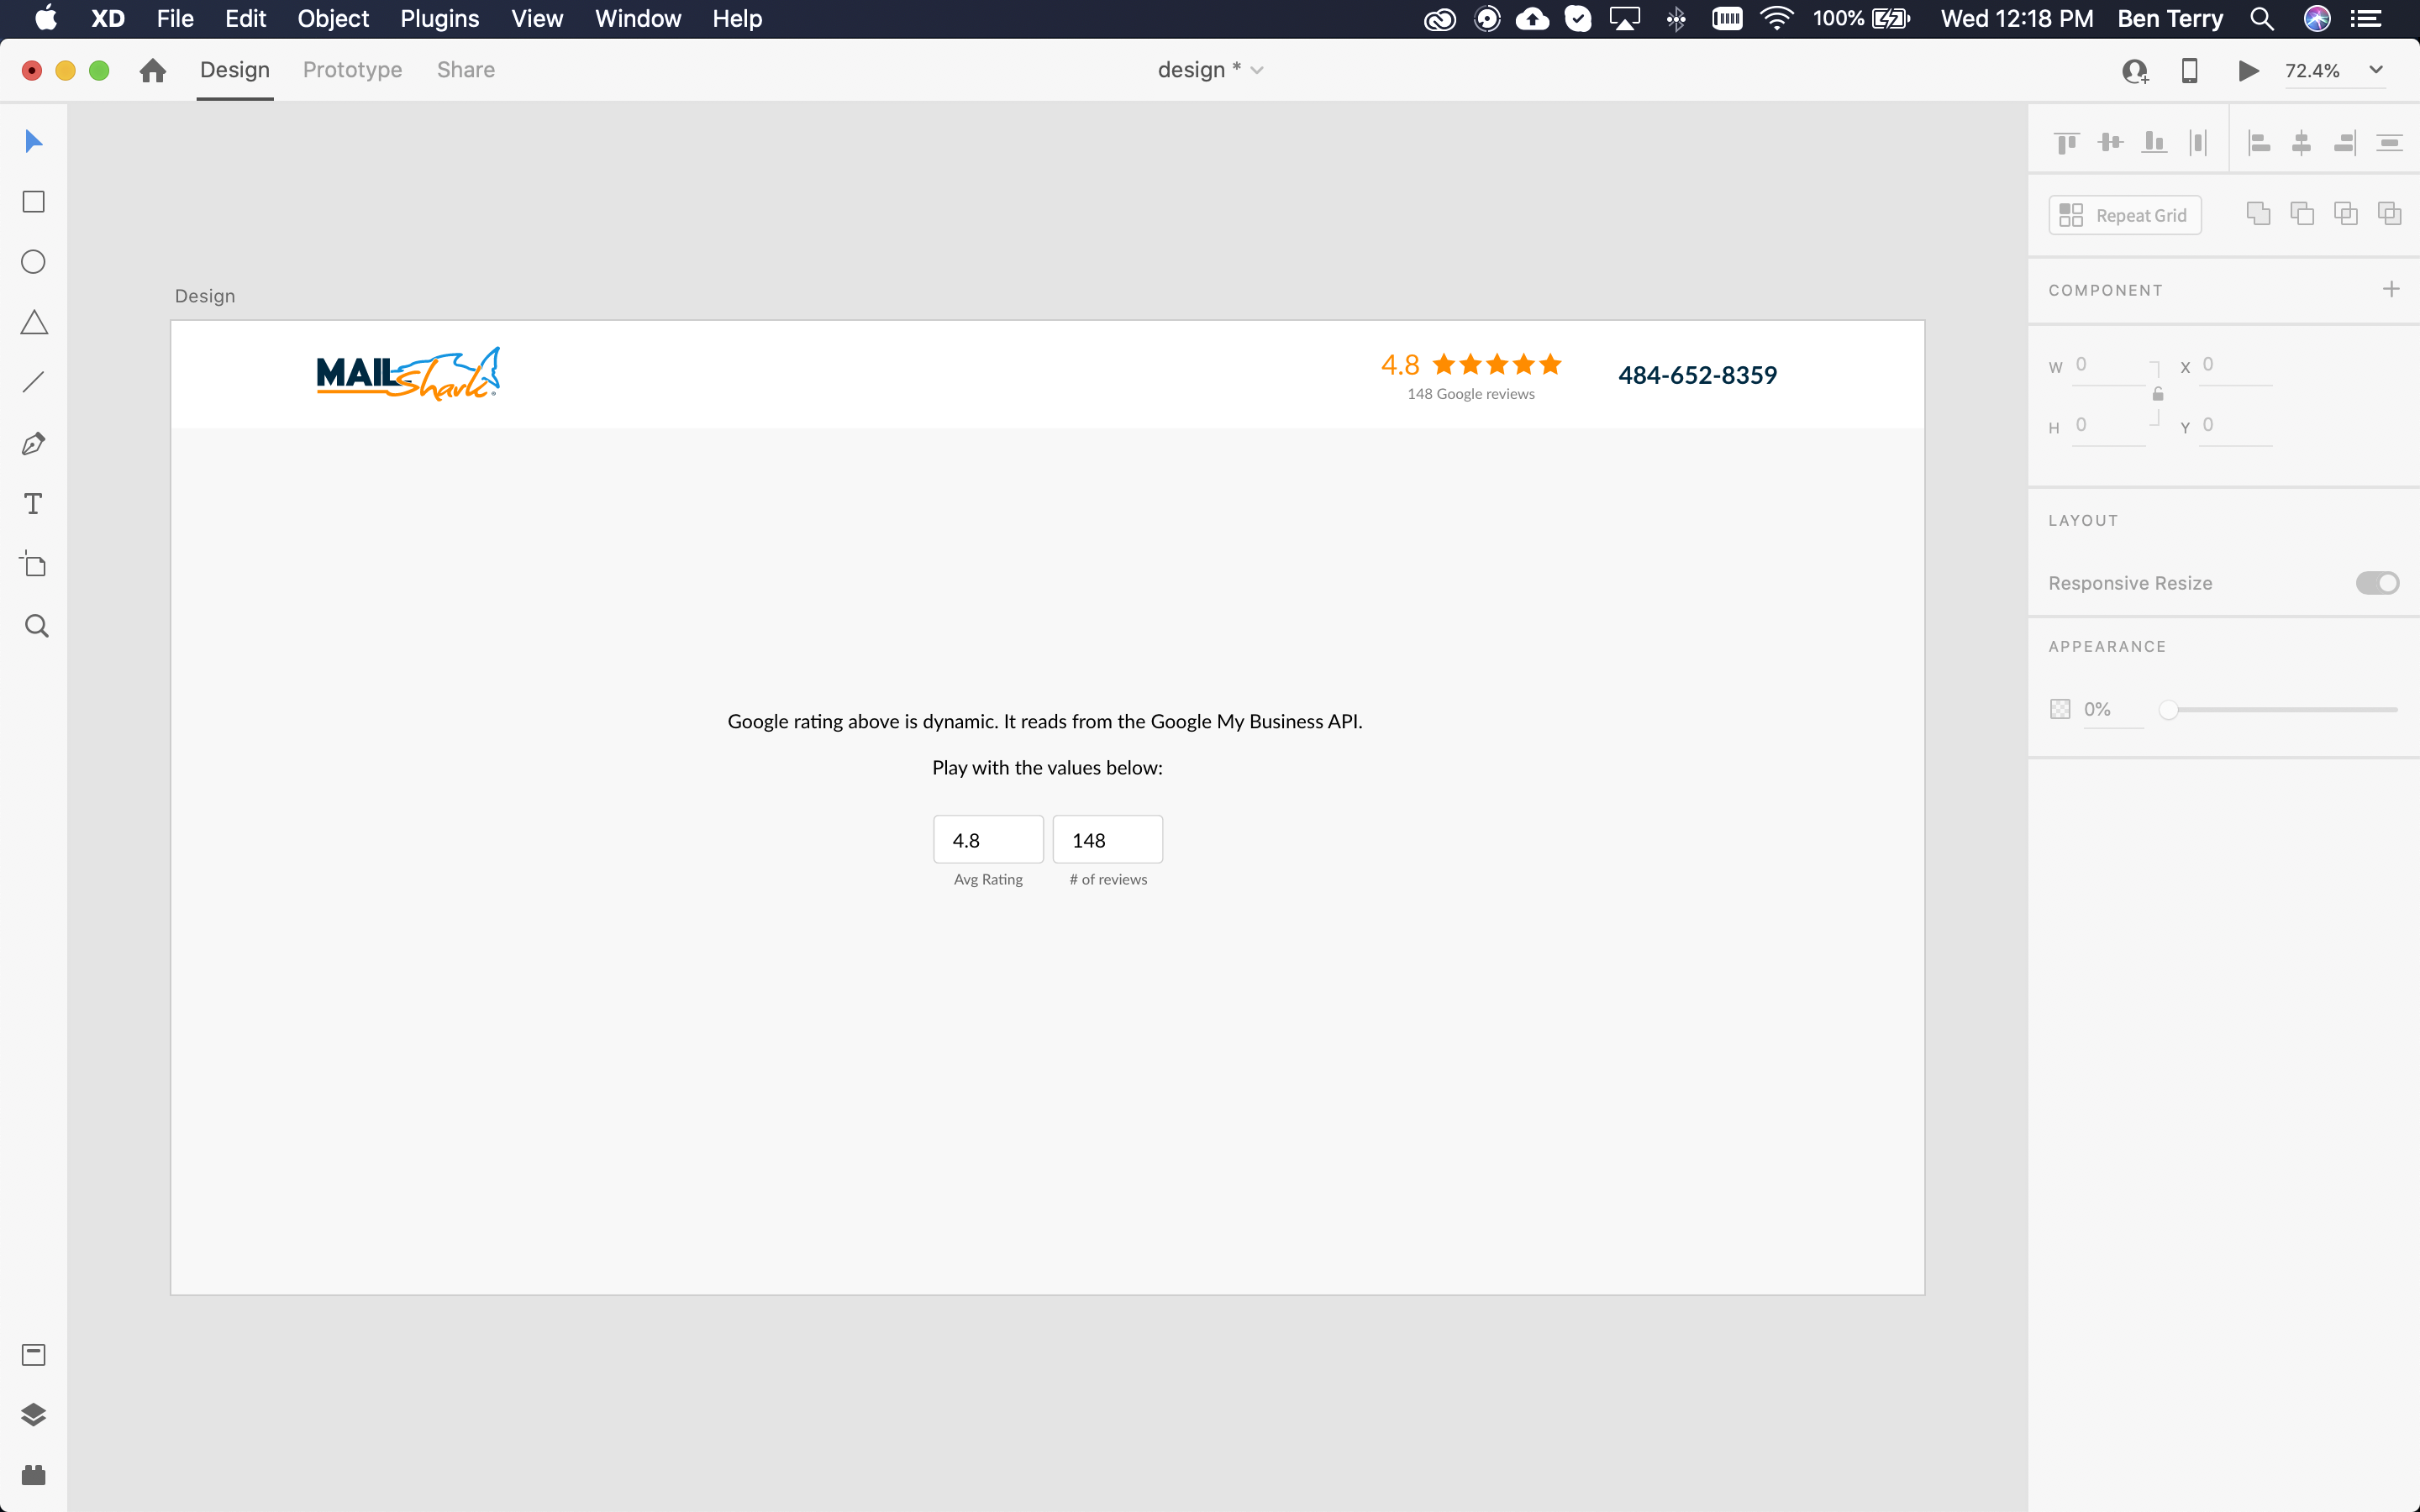 XD File Edit Object Plugins View Window Help 100% Wed 12:18 PM Ben Terry
Design Prototype Share design * 72.4%
Repeat Grid
COMPONENT
Design
MAIL Shark®
4.8
148 Google reviews
484-652-8359
W 0 X 0
H 0 Y 0
LAYOUT
Responsive Resize
APPEARANCE
0%
Google rating above is dynamic. It reads from the Google My Business API.
Play with the values below:
4.8 148
Avg Rating # of reviews